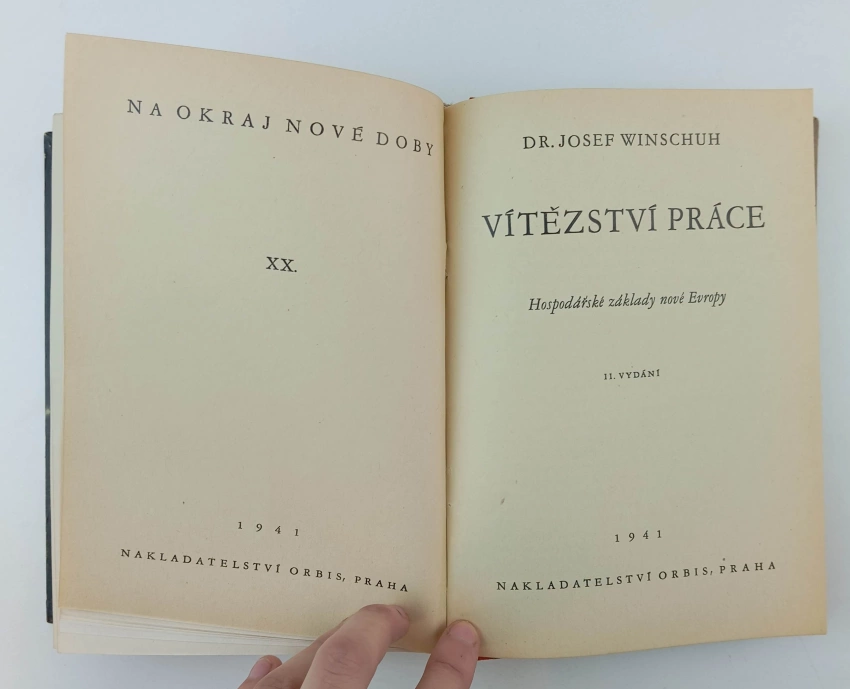 NA OKRAJ NOVÉ DOBY
XX.
1941
NAKLADATELSTVÍ ORBIS, PRAHA
DR. JOSEF WINSCHUH
VÍTĚZSTVÍ PRÁCE
Hospodářské základy nové Evropy
11. VYDÁNÍ
1941
NAKLADATELSTVÍ ORBIS, PRAHA